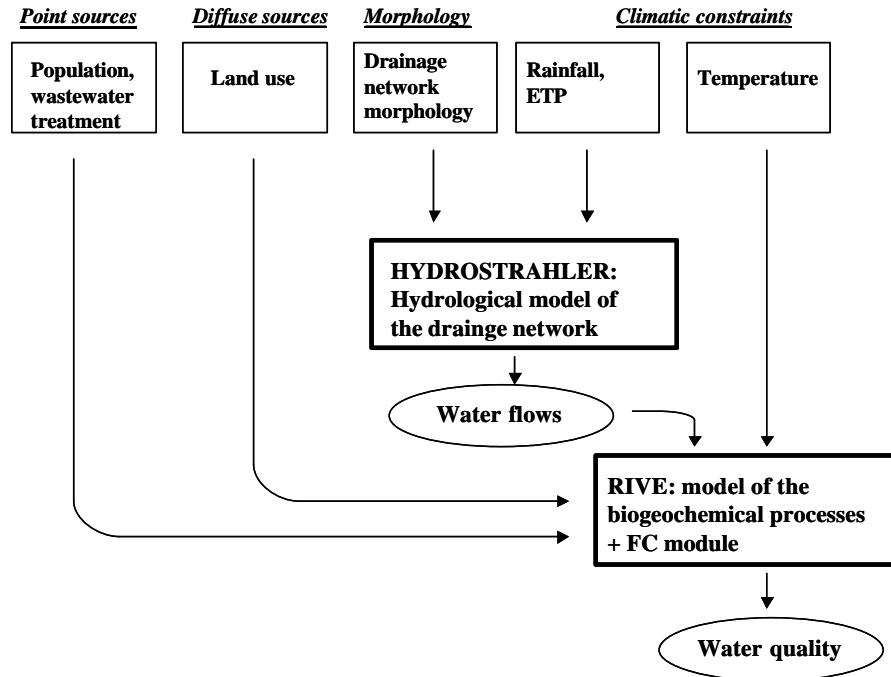 Point sources
Diffuse sources
Morphology
Climatic constraints
Population,
wastewater
treatment
Land use
Drainage
network
morphology
Rainfall,
ETP
Temperature
HYDROSTRAHLER:
Hydrological model of
the drainge network
Water flows
RIVE: model of the
biogeochemical processes
+ FC module
Water quality